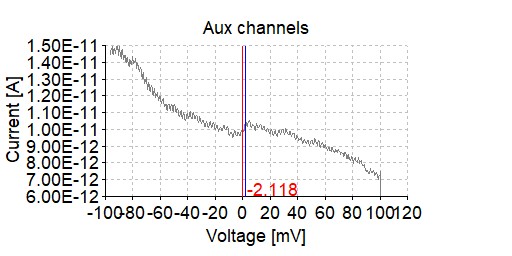 Aux channels
Current [A]
1.50E-11
1.40E-11
1.30E-11
1.20E-11
1.10E-11
1.00E-11
9.00E-12
8.00E-12
7.00E-12
6.00E-12
-2.118
-100 -80 -60 -40 -20 0 20 40 60 80 100 120
Voltage [mV]